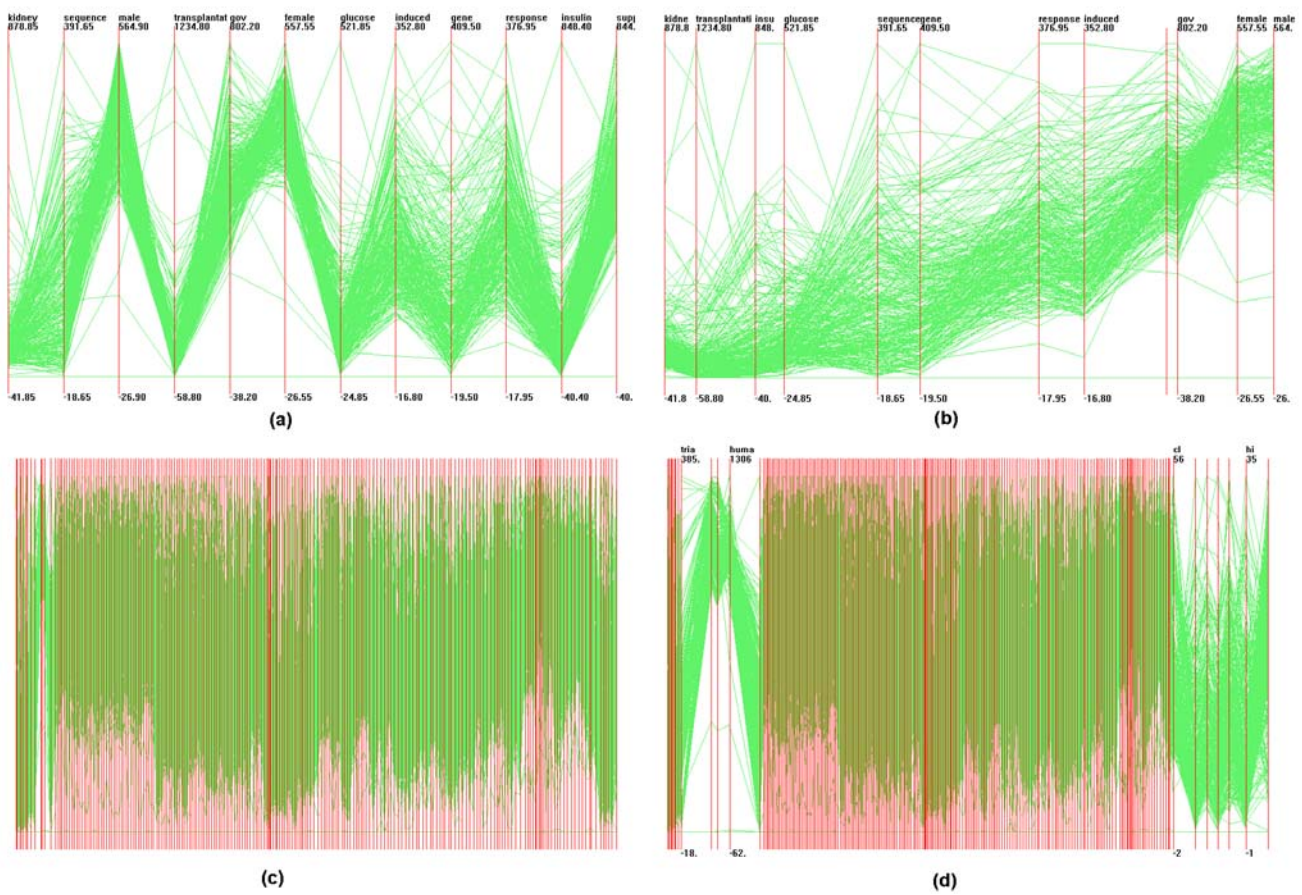 kidney sequence male transplantat gov female glucose induced gene response insulin supp
878.85 391.65 564.90 1234.80 802.20 557.55 521.85 352.80 409.50 376.95 848.40 844.
-41.85 -18.65 -26.90 -58.80 -38.20 -26.55 -24.85 -16.80 -19.50 -17.95 -40.40 -40.
(a)
kidne transplantati insu glucose sequence gene response induced gov female male
878.8 1234.80 848. 521.85 391.65 409.50 376.95 352.80 802.20 557.55 564.
-41.8 -58.80 -40. -24.85 -18.65 -19.50 -17.95 -16.80 -38.20 -26.55 -26.
(b)
(c)
tria huma cl hi
385. 1306 56 35
-18. -62. -2 -1
(d)